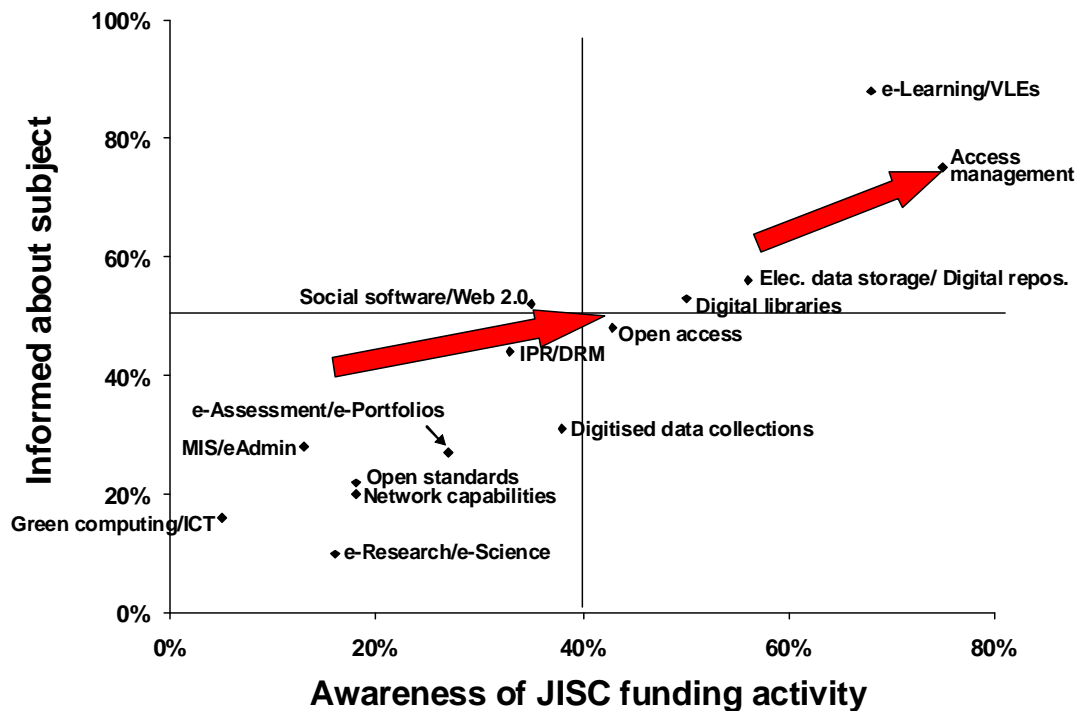 100%
80%
60%
40%
20%
0%
0%
20%
40%
60%
80%
Informed about subject
Awareness of JISC funding activity
e-Learning/VLEs
Access
management
Elec. data storage/ Digital repos.
Social software/Web 2.0
Digital libraries
Open access
IPR/DRM
e-Assessment/e-Portfolios
Digitised data collections
MIS/eAdmin
Open standards
Network capabilities
Green computing/ICT
e-Research/e-Science